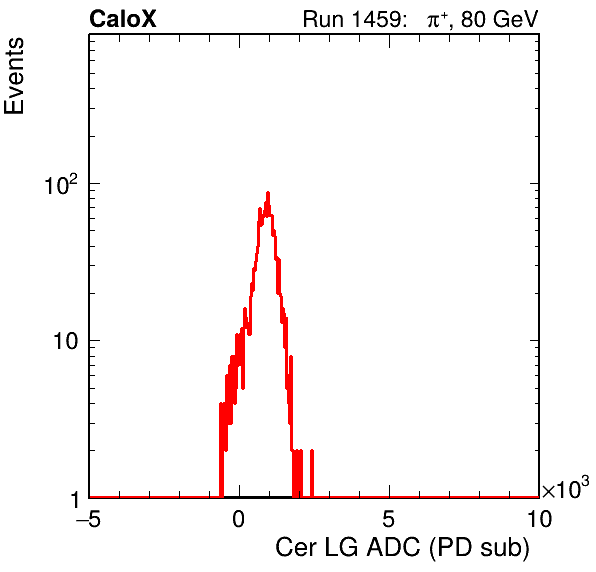 CaloX Run 1459: π⁺, 80 GeV
Events
10²
10
1
−5 0 5 10
×10³
Cer LG ADC (PD sub)